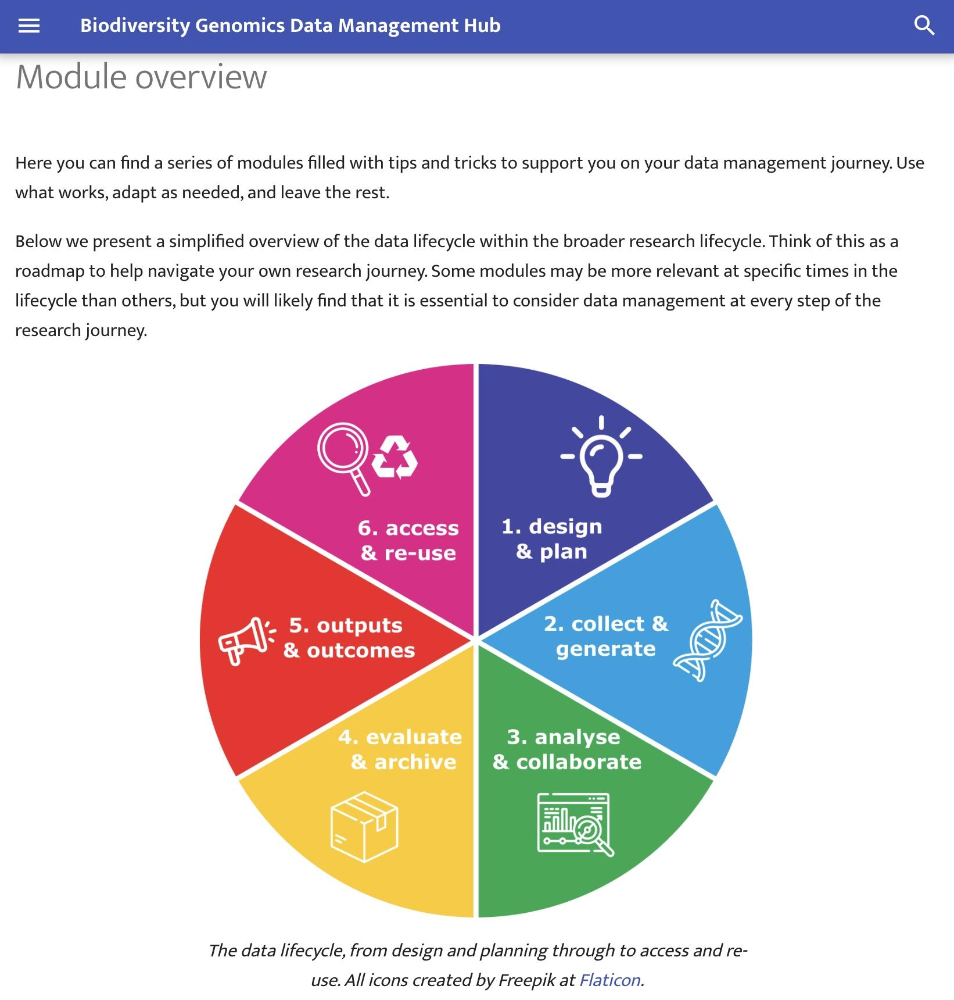 Biodiversity Genomics Data Management Hub
Module overview
Here you can find a series of modules filled with tips and tricks to support you on your data management journey. Use
what works, adapt as needed, and leave the rest.
Below we present a simplified overview of the data lifecycle within the broader research lifecycle. Think of this as a
roadmap to help navigate your own research journey. Some modules may be more relevant at specific times in the
lifecycle than others, but you will likely find that it is essential to consider data management at every step of the
research journey.
1. design
& plan
2. collect &
generate
3. analyse
& collaborate
4. evaluate
& archive
5. outputs
& outcomes
6. access
& re-use
The data lifecycle, from design and planning through to access and re-
use. All icons created by Freepik at Flaticon.